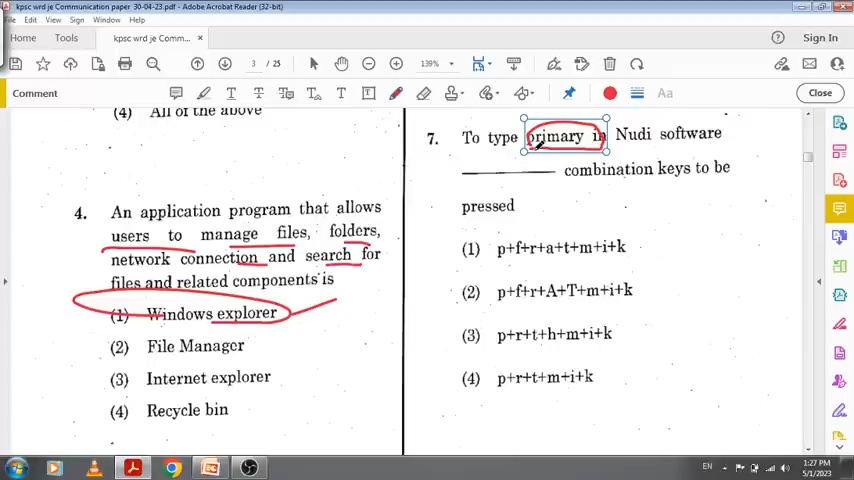 kpsc wrd je Communication paper 30-04-23.pdf - Adobe Acrobat Reader (32-bit)
File Edit View Sign Window Help
Home Tools kpsc wrd je Comm... × Sign In
3 / 25 139%
Comment Aa Close
(4) All of the above
4. An application program that allows
users to manage files, folders,
network connection and search for
files and related components is
(1) Windows explorer
(2) File Manager
(3) Internet explorer
(4) Recycle bin
7. To type primary in Nudi software
__________ combination keys to be
pressed
(1) p+f+r+a+t+m+i+k
(2) p+f+r+A+T+m+i+k
(3) p+r+t+h+m+i+k
(4) p+r+t+m+i+k
EN 1:27 PM
5/1/2023